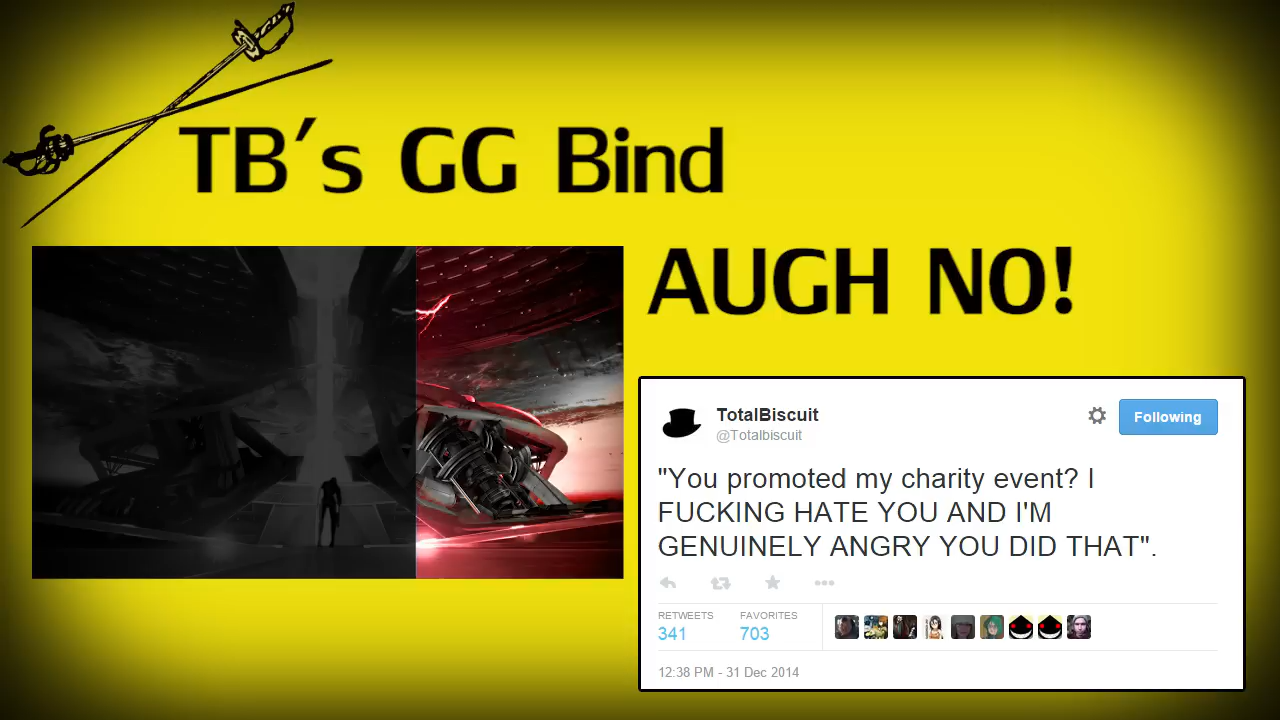 TB's GG Bind
AUGH NO!
TotalBiscuit
@Totalbiscuit
Following
"You promoted my charity event? I
FUCKING HATE YOU AND I'M
GENUINELY ANGRY YOU DID THAT".
RETWEETS
FAVORITES
341
703
12:38 PM - 31 Dec 2014